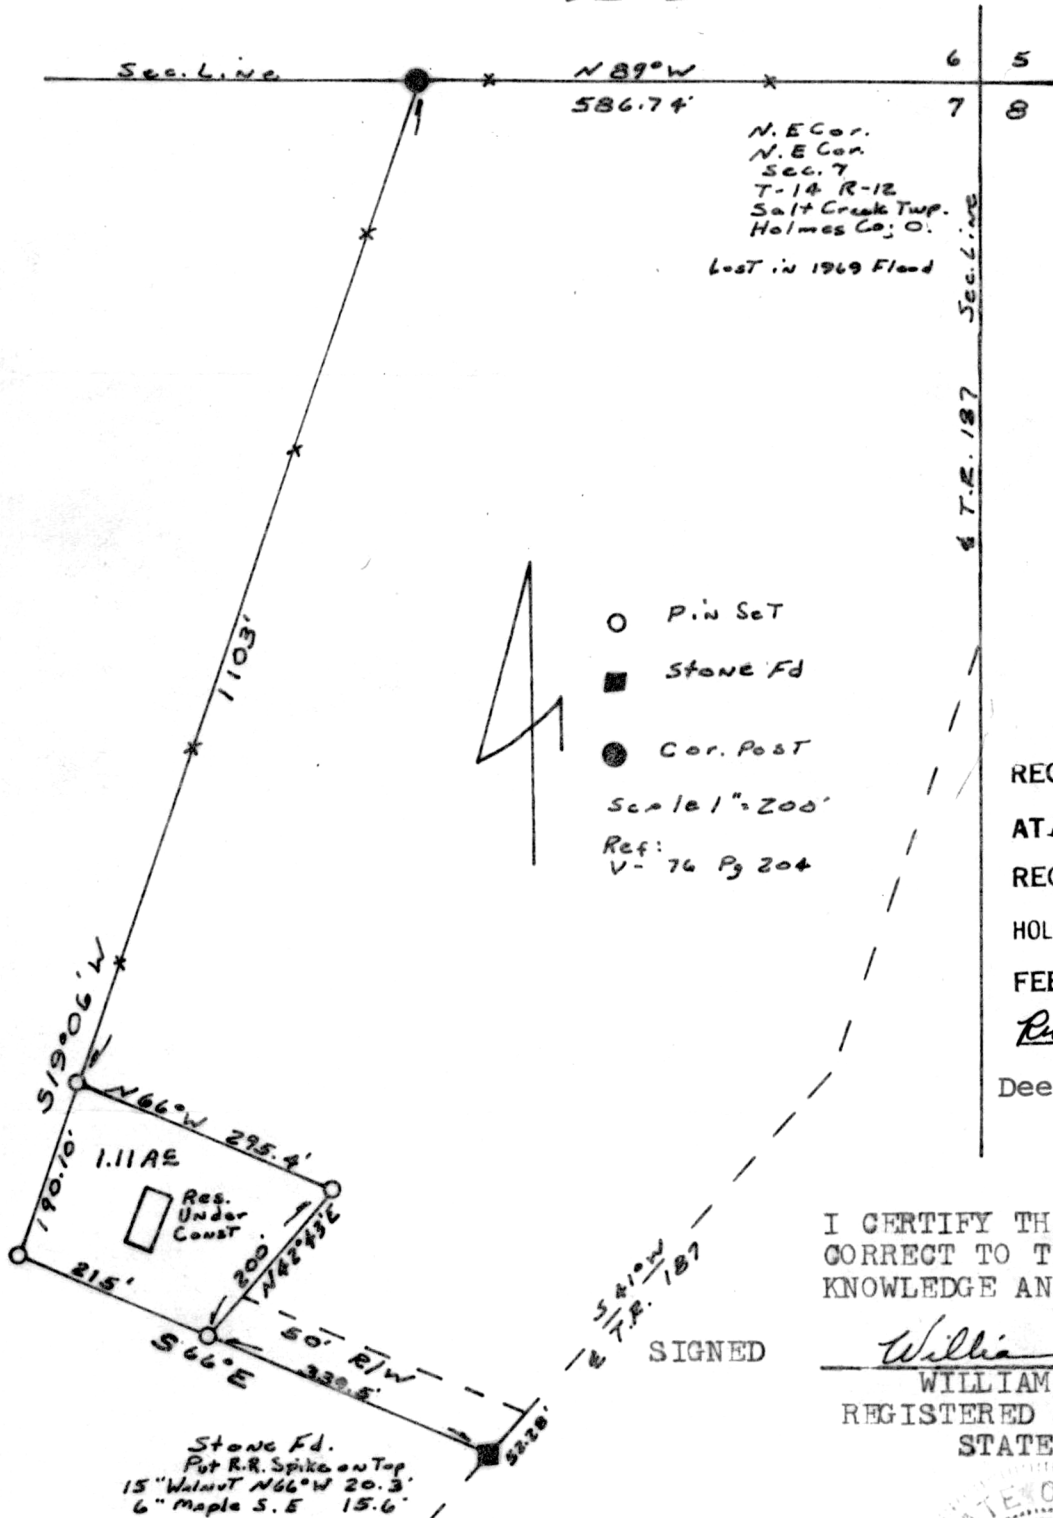 Sec. Line
N 89° W
586.74'
6 5
7 8
N. E Cor.
N. E Cor.
Sec. 7
T-14 R-12
Salt Creek Twp.
Holmes Co; O.
Lost in 1969 Flood
T.R. 187 Sec. Line
1103'
S19°06'W
Pin Set
Stone Fd
Cor. Post
Scale 1"=200'
Ref:
V- 76 Pg 204
REC
AT
REC
HOL
FEE
Dee
N66°W 295.4'
1.11 AC
Res.
Under
Const
190.10'
215'
200'
N42°43'E
S 66° E
50' R/W
339.5'
52.28'
S 41° W
T.R. 187
Stone Fd.
Put R.R. Spike on Top
15" Walnut N66°W 20.3'
6" Maple S. E 15.6'
I CERTIFY TH
CORRECT TO T
KNOWLEDGE AN
SIGNED Willia
WILLIAM
REGISTERED
STATE